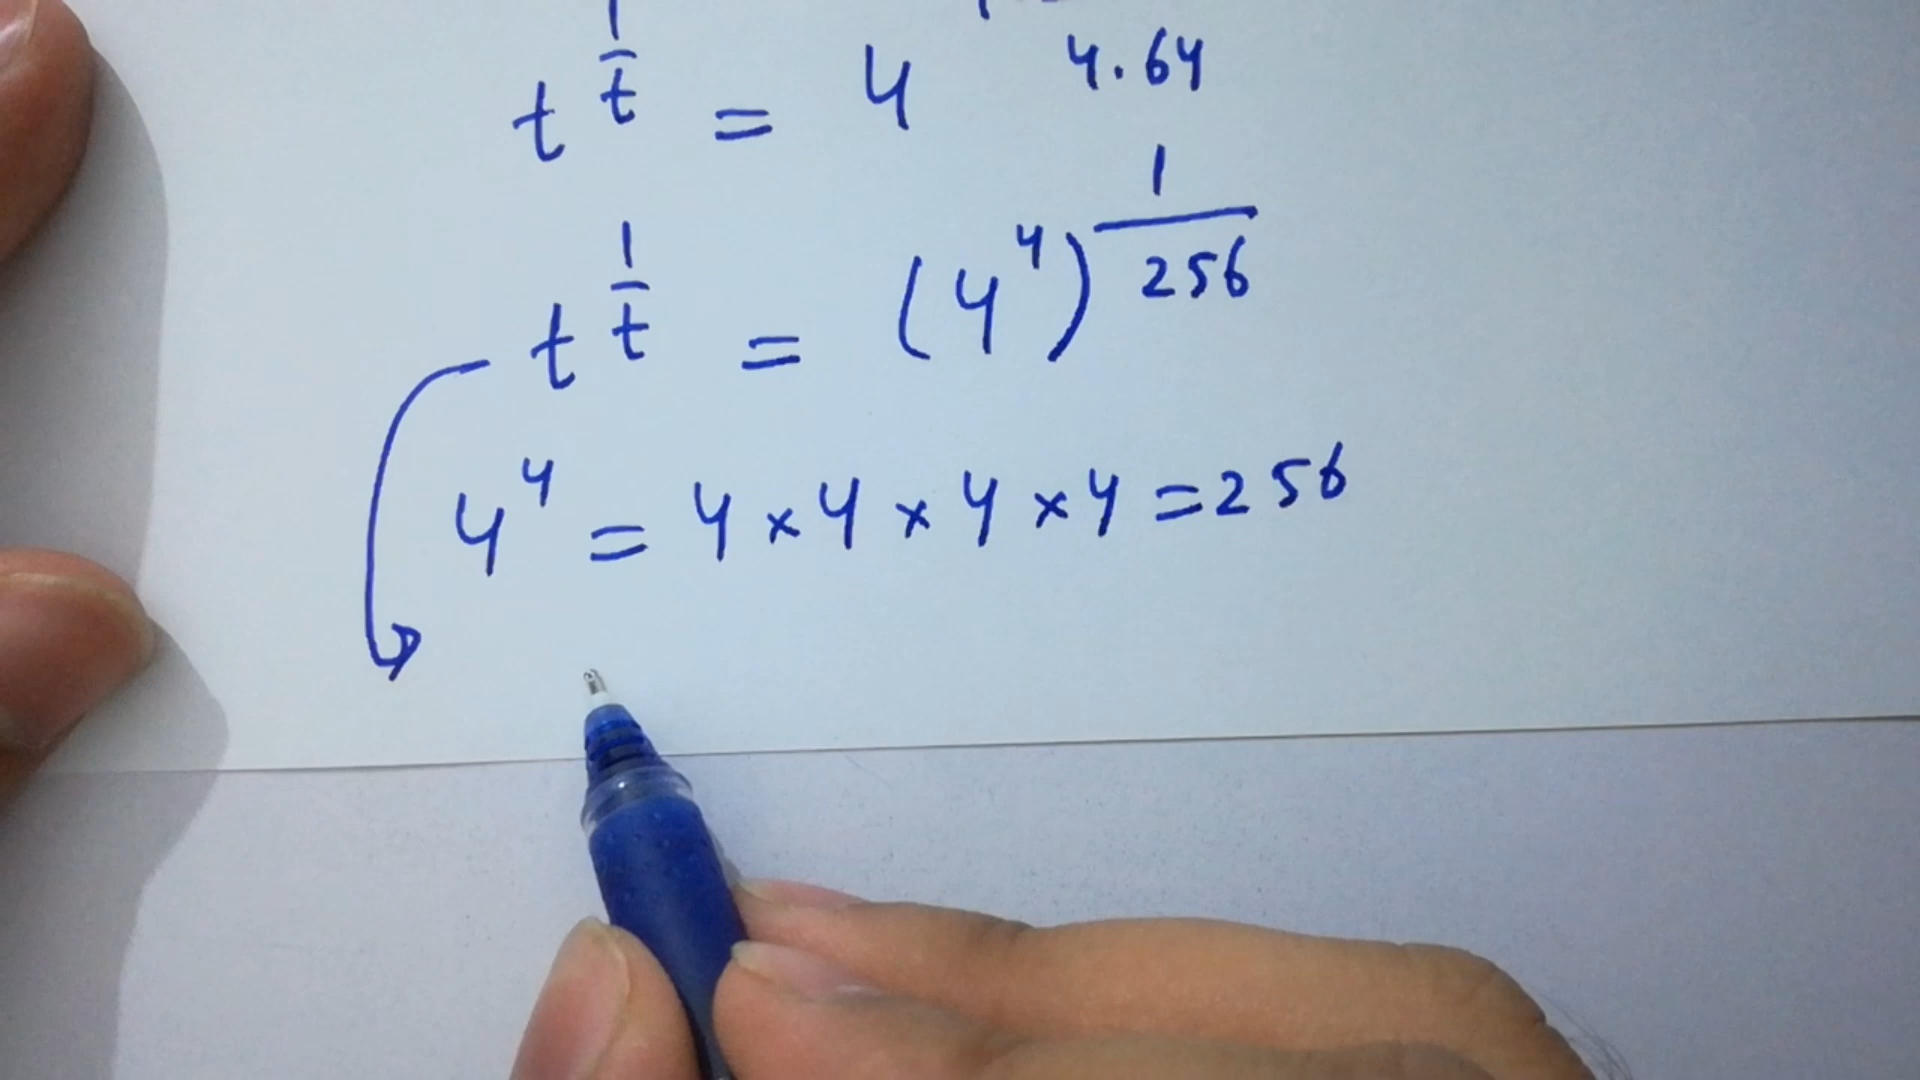 t^(1/t) = 4 4.64
t^(1/t) = (4^4)^(1/256)
4^4 = 4 × 4 × 4 × 4 = 256